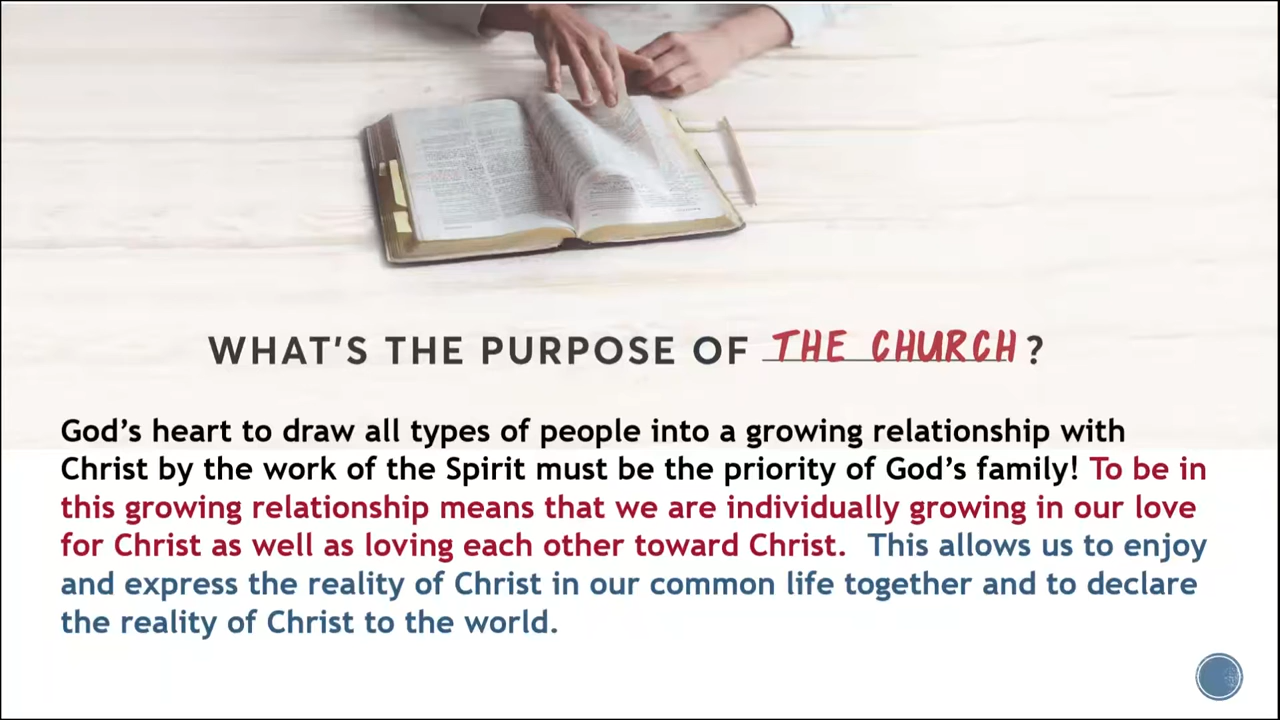 WHAT'S THE PURPOSE OF THE CHURCH?
God's heart to draw all types of people into a growing relationship with
Christ by the work of the Spirit must be the priority of God's family! To be in
this growing relationship means that we are individually growing in our love
for Christ as well as loving each other toward Christ.  This allows us to enjoy
and express the reality of Christ in our common life together and to declare
the reality of Christ to the world.